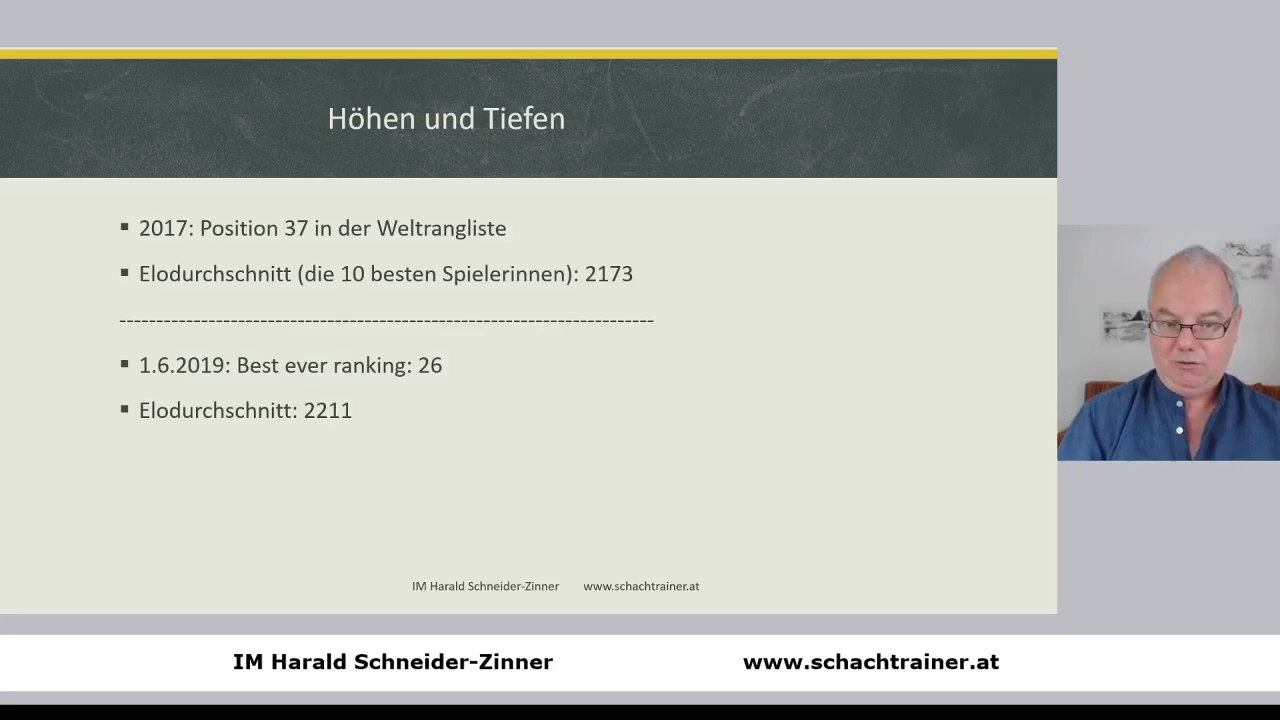 Höhen und Tiefen
▪ 2017: Position 37 in der Weltrangliste
▪ Elodurchschnitt (die 10 besten Spielerinnen): 2173
------------------------------------------------------------------------
▪ 1.6.2019: Best ever ranking: 26
▪ Elodurchschnitt: 2211
IM Harald Schneider-Zinner www.schachtrainer.at
IM Harald Schneider-Zinner www.schachtrainer.at